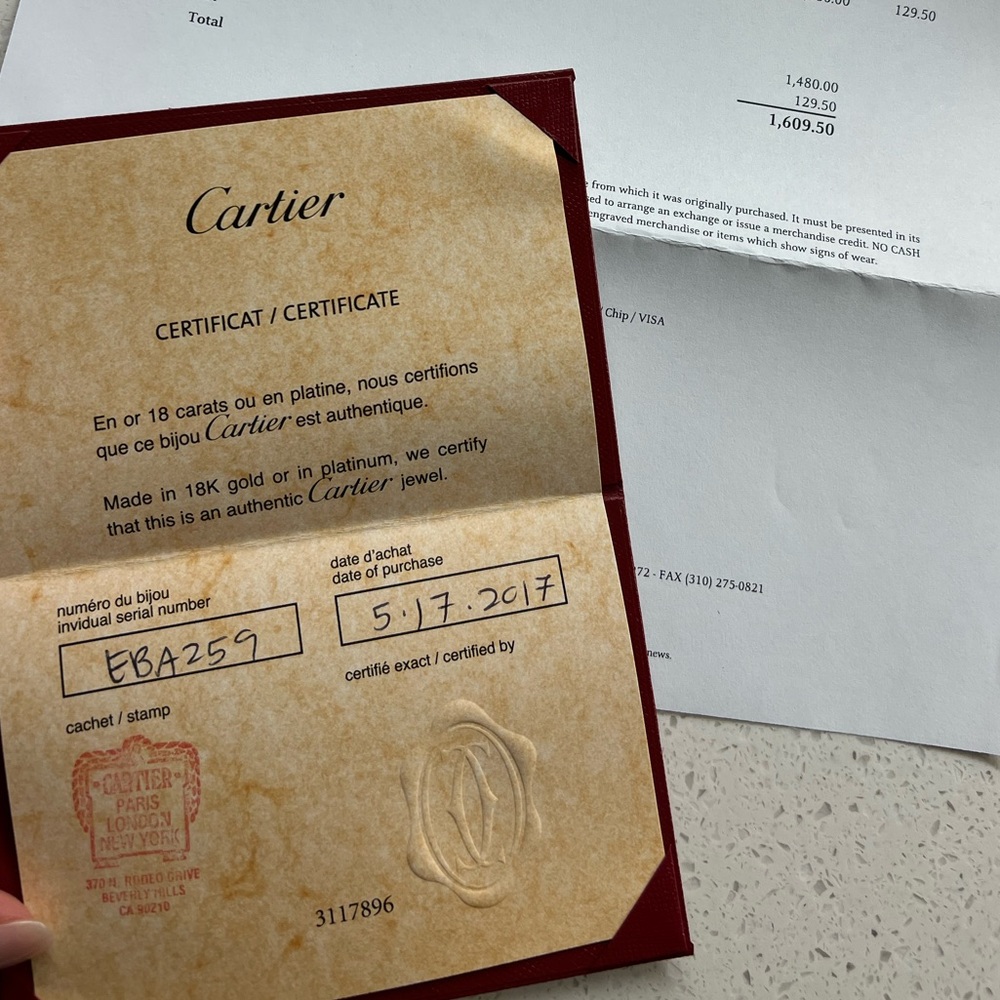 129.50
Total
1,480.00
129.50
1,609.50
from which it was originally purchased. It must be presented in its
to arrange an exchange or issue a merchandise credit. NO CASH
engraved merchandise or items which show signs of wear.
/ Chip / VISA
72 - FAX (310) 275-0821
news.
Cartier
CERTIFICAT / CERTIFICATE
En or 18 carats ou en platine, nous certifions
que ce bijou Cartier est authentique.
Made in 18K gold or in platinum, we certify
that this is an authentic Cartier jewel.
numéro du bijou
invidual serial number
EBA259
date d'achat
date of purchase
5.17.2017
cachet / stamp
certifié exact / certified by
CARTIER
PARIS
LONDON
NEW YORK
370 N. RODEO DRIVE
BEVERLY HILLS
CA 90210
3117896